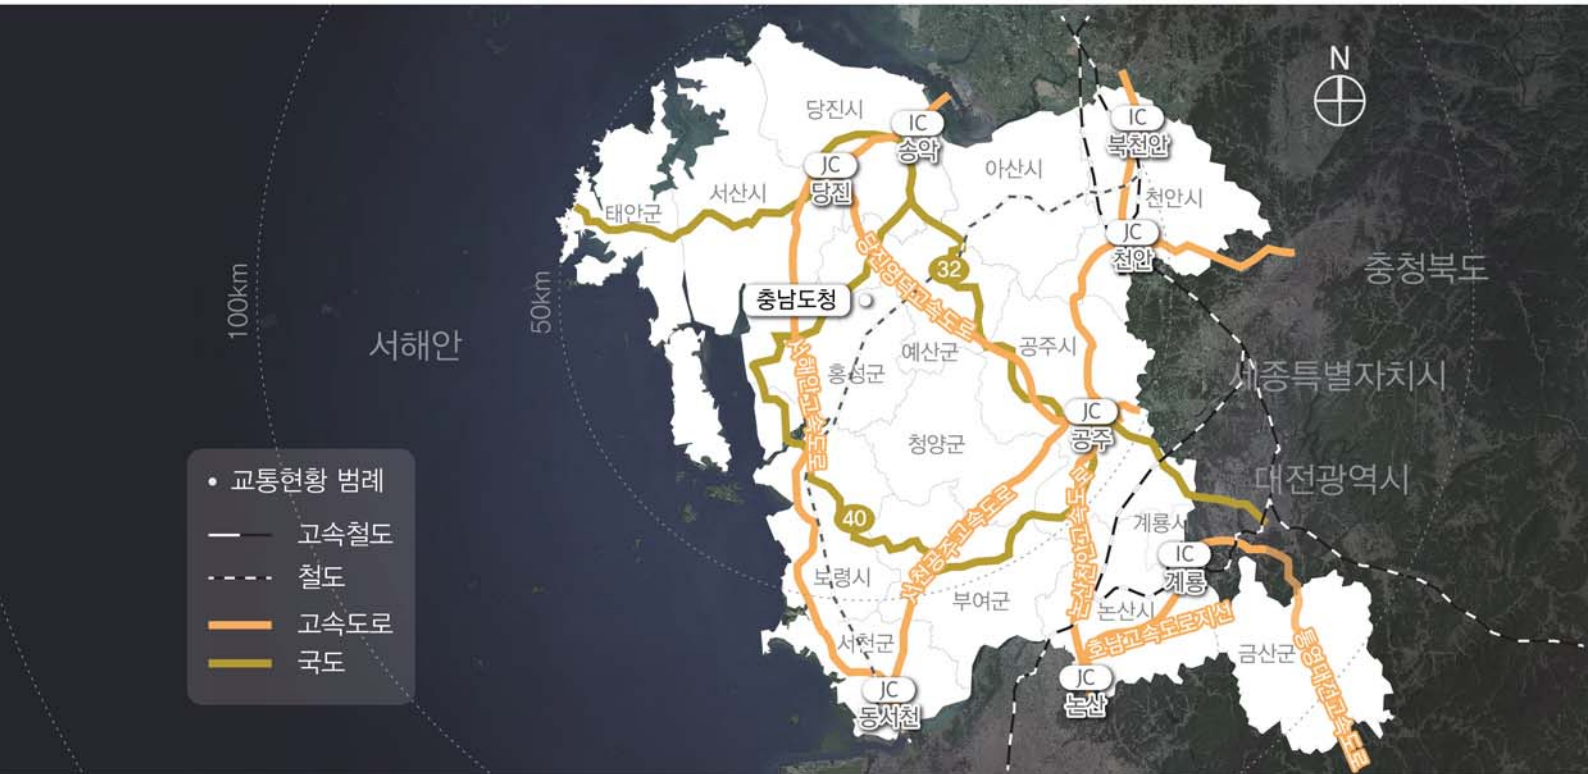 N
당진시
IC
송악
IC
북천안
JC
당진
아산시
서산시
천안시
태안군
JC
천안
당진영덕고속도로
32
충청북도
충남도청
100km
50km
서해안
예산군
공주시
홍성군
서해안고속도로
세종특별자치시
JC
공주
청양군
대전광역시
• 교통현황 범례
고속철도
철도
고속도로
국도
40
서천공주고속도로
논산천안고속도로
계룡시
IC
계룡
보령시
부여군
논산시
호남고속도로지선
서천군
금산군
통영대전고속도로
JC
동서천
JC
논산